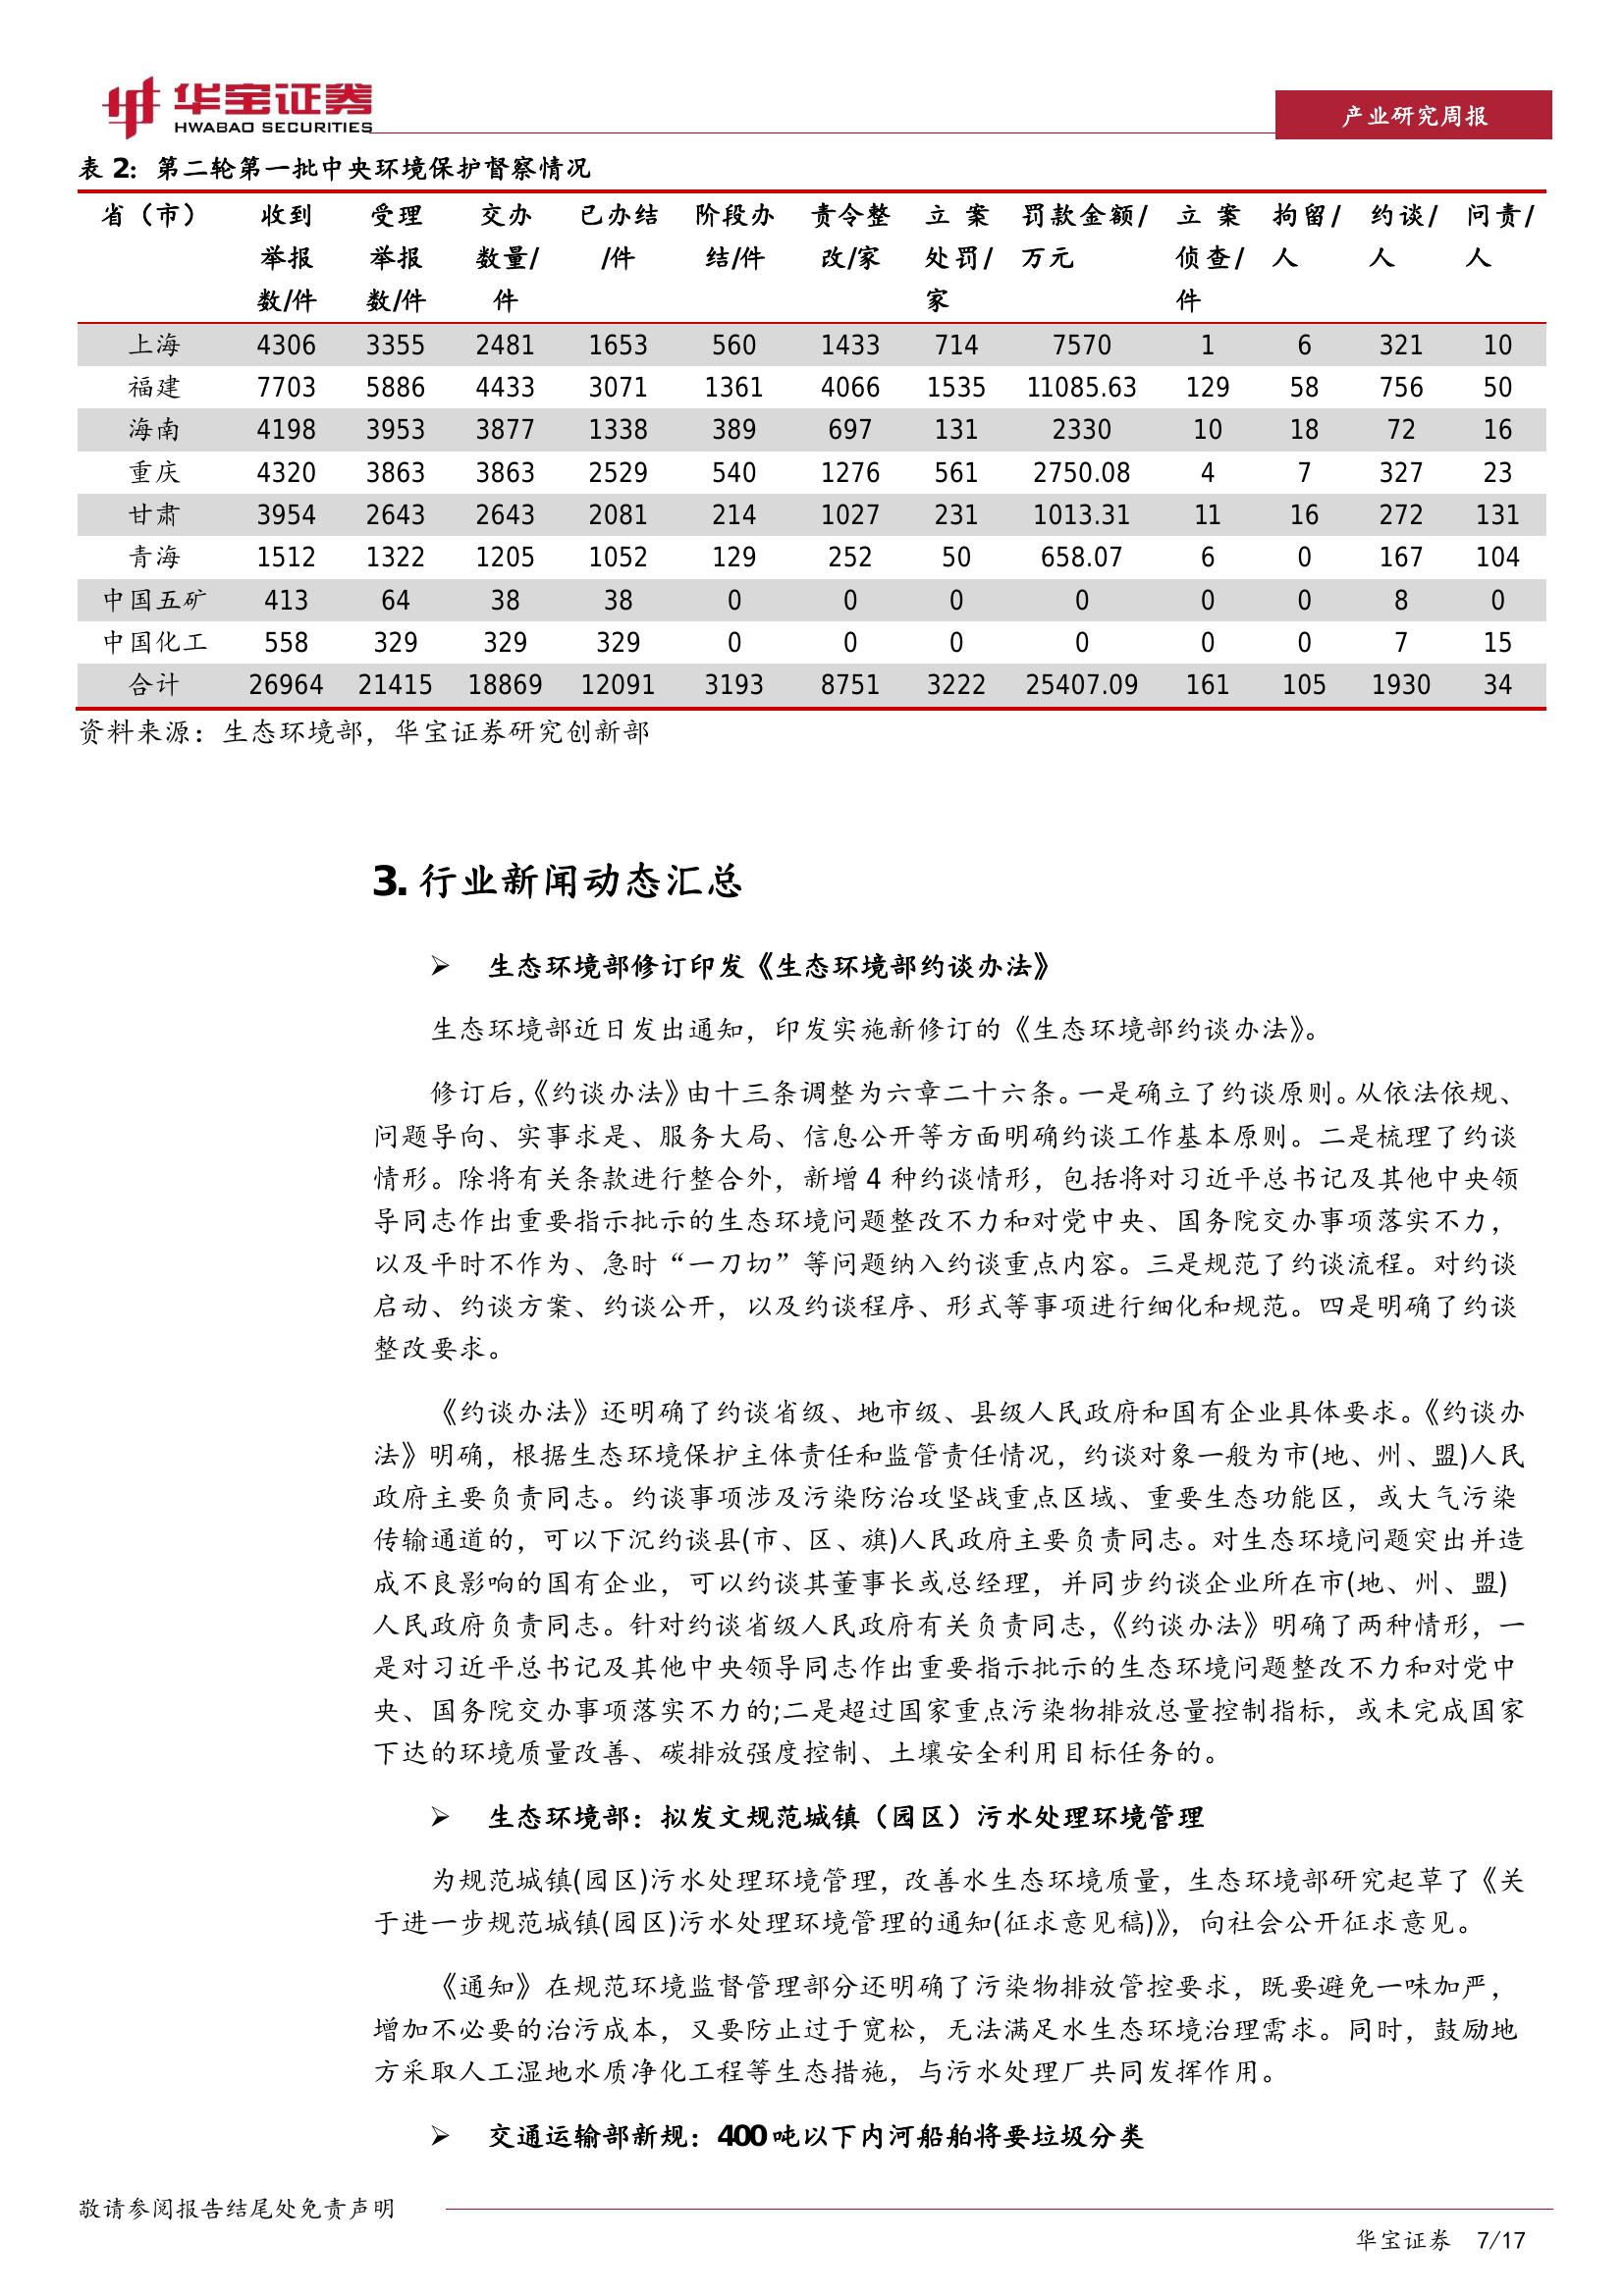 华宝证券
HWABAO SECURITIES
产业研究周报
表 2：第二轮第一批中央环境保护督察情况
省（市） 收到举报数/件 受理举报数/件 交办数量/件 已办结/件 阶段办结/件 责令整改/家 立案处罚/家 罚款金额/万元 立案侦查/件 拘留/人 约谈/人 问责/人
上海 4306 3355 2481 1653 560 1433 714 7570 1 6 321 10
福建 7703 5886 4433 3071 1361 4066 1535 11085.63 129 58 756 50
海南 4198 3953 3877 1338 389 697 131 2330 10 18 72 16
重庆 4320 3863 3863 2529 540 1276 561 2750.08 4 7 327 23
甘肃 3954 2643 2643 2081 214 1027 231 1013.31 11 16 272 131
青海 1512 1322 1205 1052 129 252 50 658.07 6 0 167 104
中国五矿 413 64 38 38 0 0 0 0 0 0 8 0
中国化工 558 329 329 329 0 0 0 0 0 0 7 15
合计 26964 21415 18869 12091 3193 8751 3222 25407.09 161 105 1930 34
资料来源：生态环境部，华宝证券研究创新部
3. 行业新闻动态汇总
➢ 生态环境部修订印发《生态环境部约谈办法》
生态环境部近日发出通知，印发实施新修订的《生态环境部约谈办法》。
修订后，《约谈办法》由十三条调整为六章二十六条。一是确立了约谈原则。从依法依规、
问题导向、实事求是、服务大局、信息公开等方面明确约谈工作基本原则。二是梳理了约谈
情形。除将有关条款进行整合外，新增 4 种约谈情形，包括将对习近平总书记及其他中央领
导同志作出重要指示批示的生态环境问题整改不力和对党中央、国务院交办事项落实不力，
以及平时不作为、急时“一刀切”等问题纳入约谈重点内容。三是规范了约谈流程。对约谈
启动、约谈方案、约谈公开，以及约谈程序、形式等事项进行细化和规范。四是明确了约谈
整改要求。
《约谈办法》还明确了约谈省级、地市级、县级人民政府和国有企业具体要求。《约谈办
法》明确，根据生态环境保护主体责任和监管责任情况，约谈对象一般为市(地、州、盟)人民
政府主要负责同志。约谈事项涉及污染防治攻坚战重点区域、重要生态功能区，或大气污染
传输通道的，可以下沉约谈县(市、区、旗)人民政府主要负责同志。对生态环境问题突出并造
成不良影响的国有企业，可以约谈其董事长或总经理，并同步约谈企业所在市(地、州、盟)
人民政府负责同志。针对约谈省级人民政府有关负责同志，《约谈办法》明确了两种情形，一
是对习近平总书记及其他中央领导同志作出重要指示批示的生态环境问题整改不力和对党中
央、国务院交办事项落实不力的;二是超过国家重点污染物排放总量控制指标，或未完成国家
下达的环境质量改善、碳排放强度控制、土壤安全利用目标任务的。
➢ 生态环境部：拟发文规范城镇（园区）污水处理环境管理
为规范城镇(园区)污水处理环境管理，改善水生态环境质量，生态环境部研究起草了《关
于进一步规范城镇(园区)污水处理环境管理的通知(征求意见稿)》，向社会公开征求意见。
《通知》在规范环境监督管理部分还明确了污染物排放管控要求，既要避免一味加严，
增加不必要的治污成本，又要防止过于宽松，无法满足水生态环境治理需求。同时，鼓励地
方采取人工湿地水质净化工程等生态措施，与污水处理厂共同发挥作用。
➢ 交通运输部新规：400 吨以下内河船舶将要垃圾分类
敬请参阅报告结尾处免责声明
华宝证券 7/17